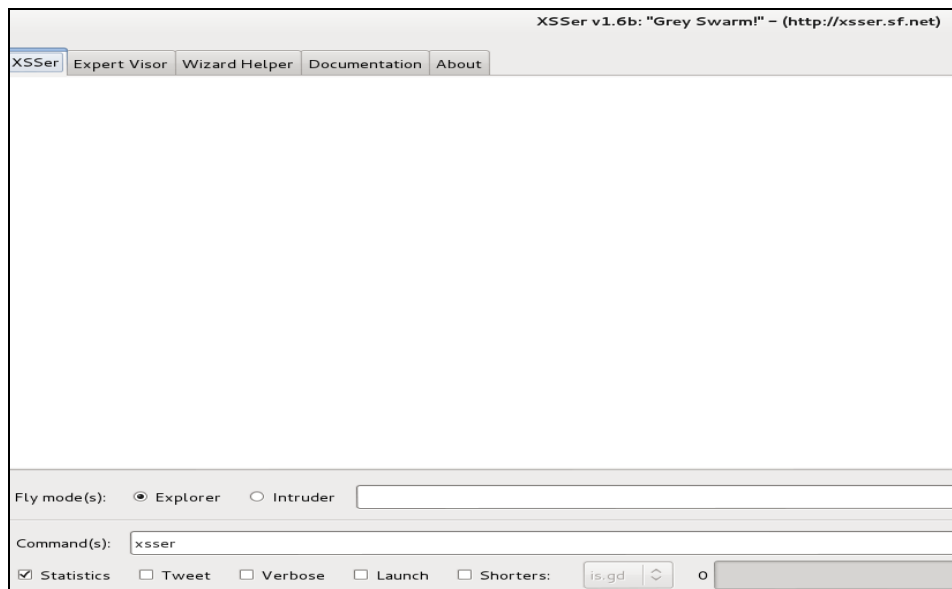 XSSer v1.6b: "Grey Swarm!" – (http://xsser.sf.net)
XSSer Expert Visor Wizard Helper Documentation About
Fly mode(s): Explorer Intruder
Command(s): xsser
Statistics Tweet Verbose Launch Shorters: is.gd 0